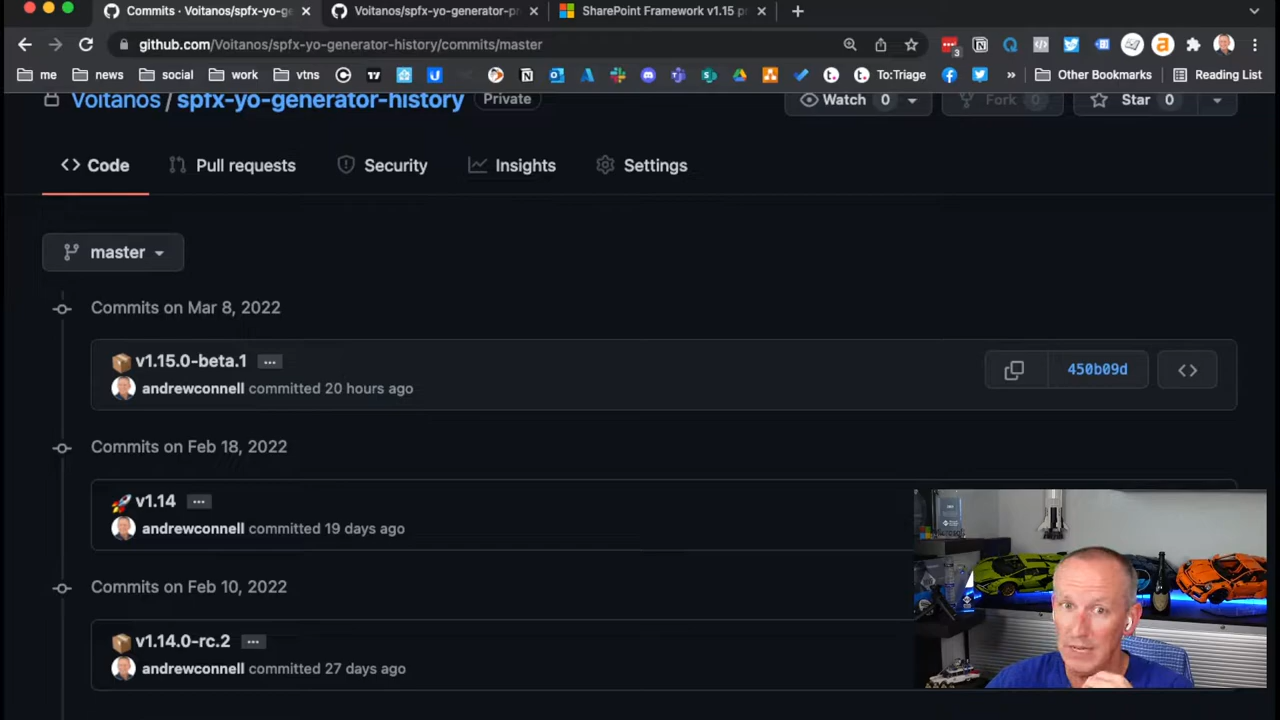 Commits · Voitanos/spfx-yo-ge
Voitanos/spfx-yo-generator-pr
SharePoint Framework v1.15 pr
github.com/Voitanos/spfx-yo-generator-history/commits/master
3
me
news
social
work
vtns
To:Triage
»
Other Bookmarks
Reading List
Voitanos / spfx-yo-generator-history
Private
Watch 0
Fork 0
Star 0
Code
Pull requests
Security
Insights
Settings
master
Commits on Mar 8, 2022
v1.15.0-beta.1 ...
andrewconnell committed 20 hours ago
450b09d
Commits on Feb 18, 2022
v1.14 ...
andrewconnell committed 19 days ago
Commits on Feb 10, 2022
v1.14.0-rc.2 ...
andrewconnell committed 27 days ago